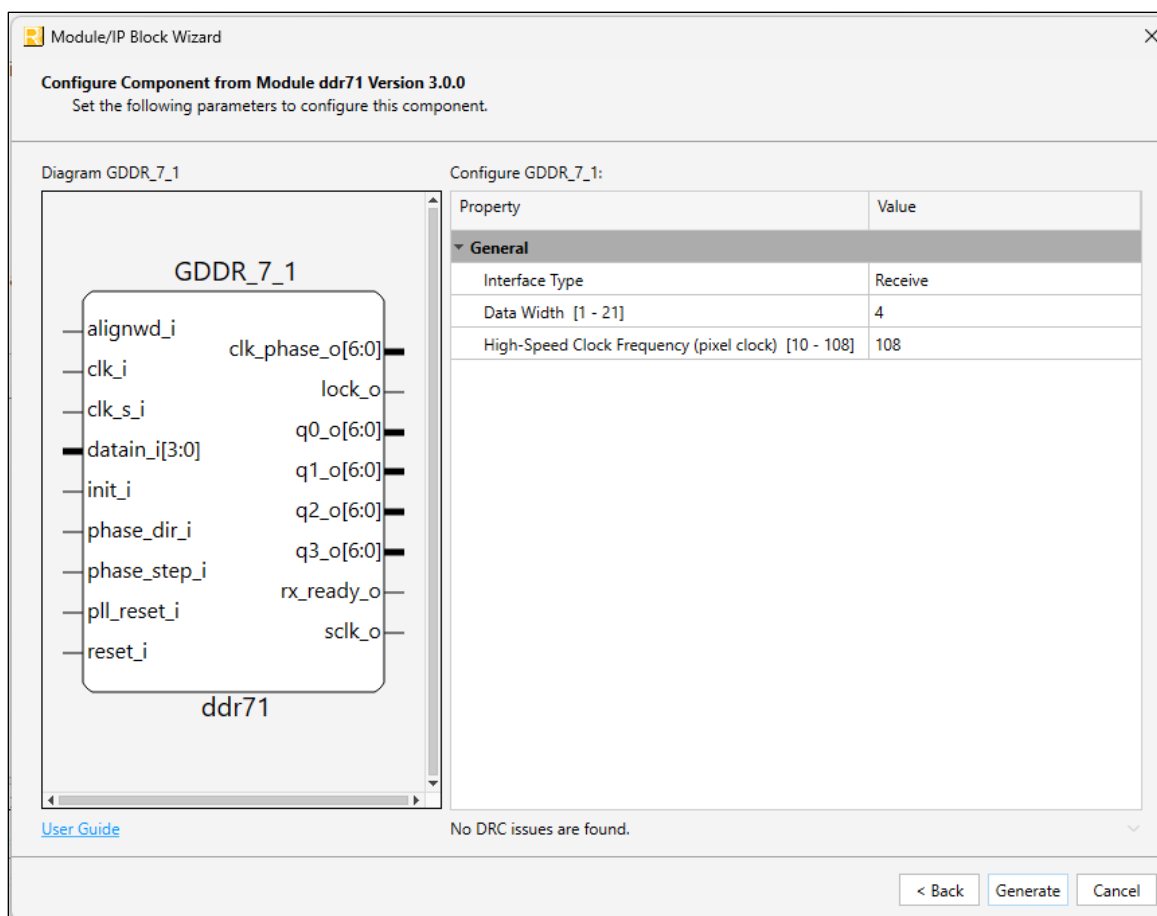 Module/IP Block Wizard
Configure Component from Module ddr71 Version 3.0.0
Set the following parameters to configure this component.
Diagram GDDR_7_1
GDDR_7_1
alignwd_i
clk_i
clk_s_i
datain_i[3:0]
init_i
phase_dir_i
phase_step_i
pll_reset_i
reset_i
clk_phase_o[6:0]
lock_o
q0_o[6:0]
q1_o[6:0]
q2_o[6:0]
q3_o[6:0]
rx_ready_o
sclk_o
ddr71
User Guide
Configure GDDR_7_1:
Property Value
General
Interface Type Receive
Data Width [1 - 21] 4
High-Speed Clock Frequency (pixel clock) [10 - 108] 108
No DRC issues are found.
< Back Generate Cancel